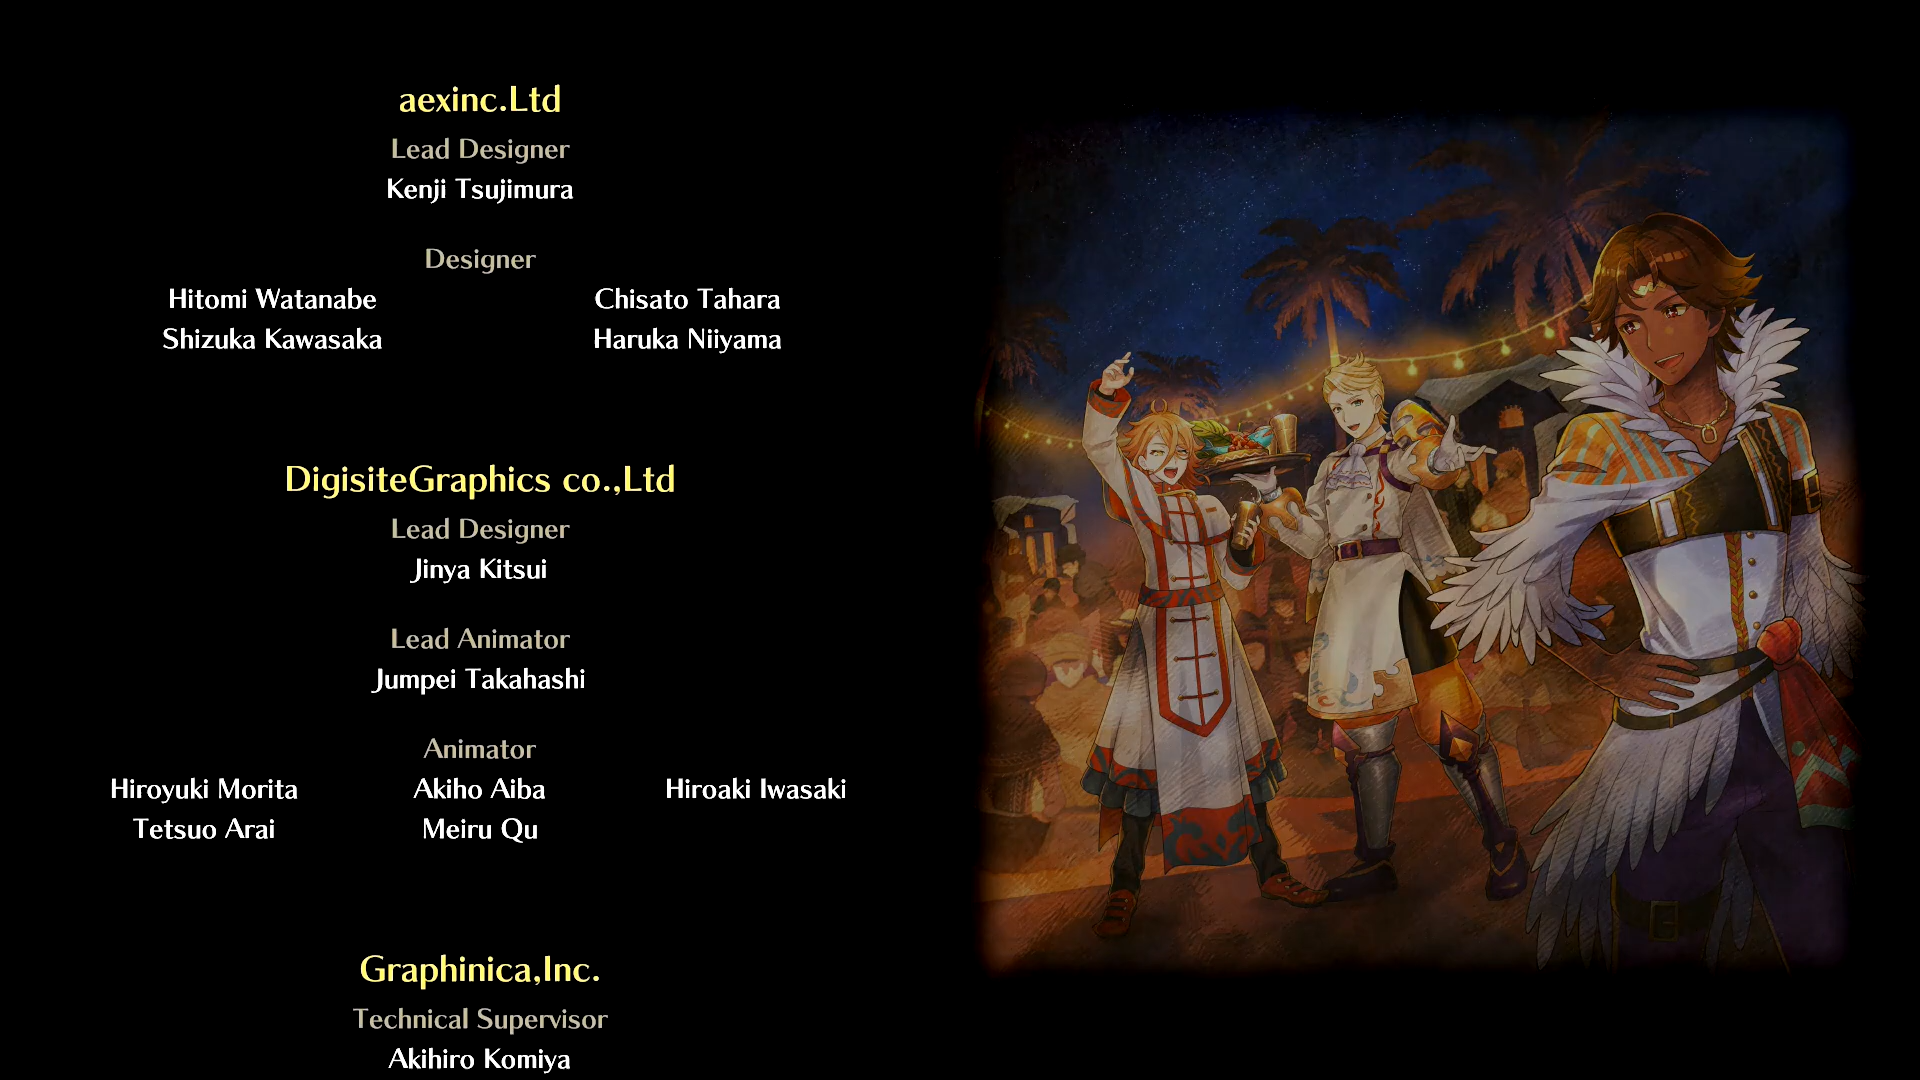 aexinc.Ltd
Lead Designer
Kenji Tsujimura
Designer
Hitomi Watanabe Chisato Tahara
Shizuka Kawasaka Haruka Niiyama
DigisiteGraphics co.,Ltd
Lead Designer
Jinya Kitsui
Lead Animator
Jumpei Takahashi
Animator
Hiroyuki Morita Akiho Aiba Hiroaki Iwasaki
Tetsuo Arai Meiru Qu
Graphinica,Inc.
Technical Supervisor
Akihiro Komiya